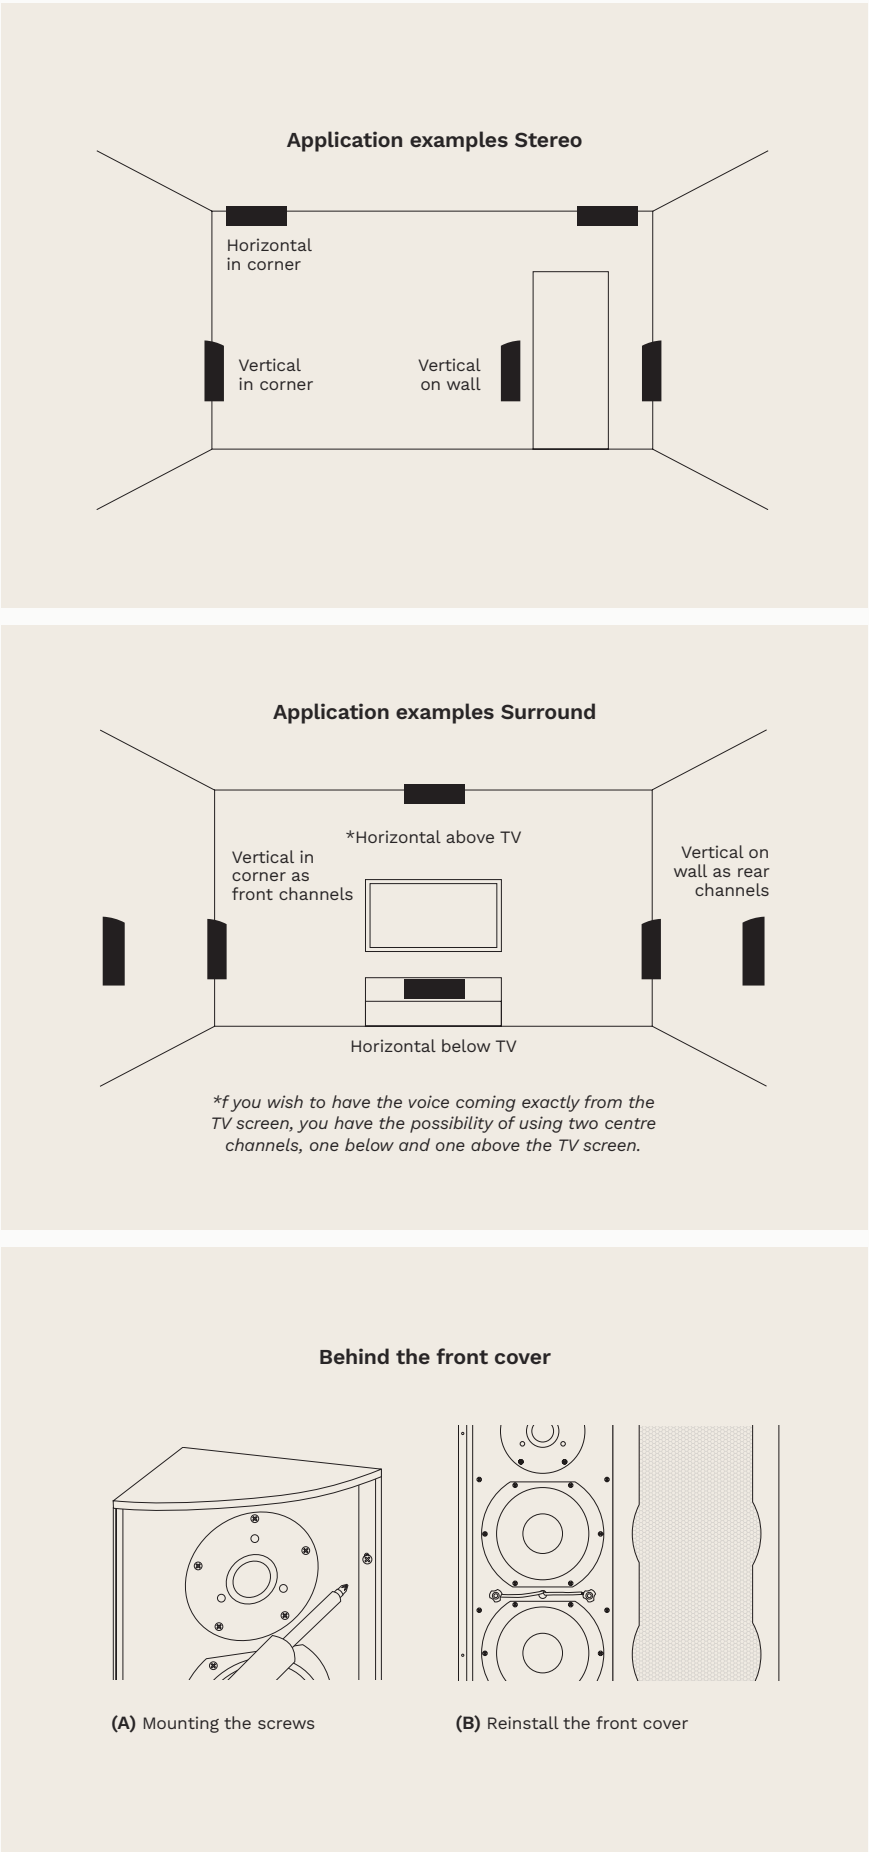 Application examples Stereo
Horizontal
in corner
Vertical
in corner
Vertical
on wall
Application examples Surround
*Horizontal above TV
Vertical in
corner as
front channels
Vertical on
wall as rear
channels
Horizontal below TV
*f you wish to have the voice coming exactly from the
TV screen, you have the possibility of using two centre
channels, one below and one above the TV screen.
Behind the front cover
(A) Mounting the screws
(B) Reinstall the front cover